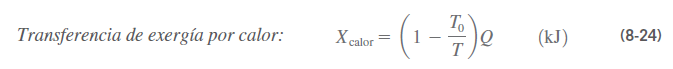 Transferencia de exergía por calor: X_calor = (1 − T_0/T) Q (kJ) (8-24)